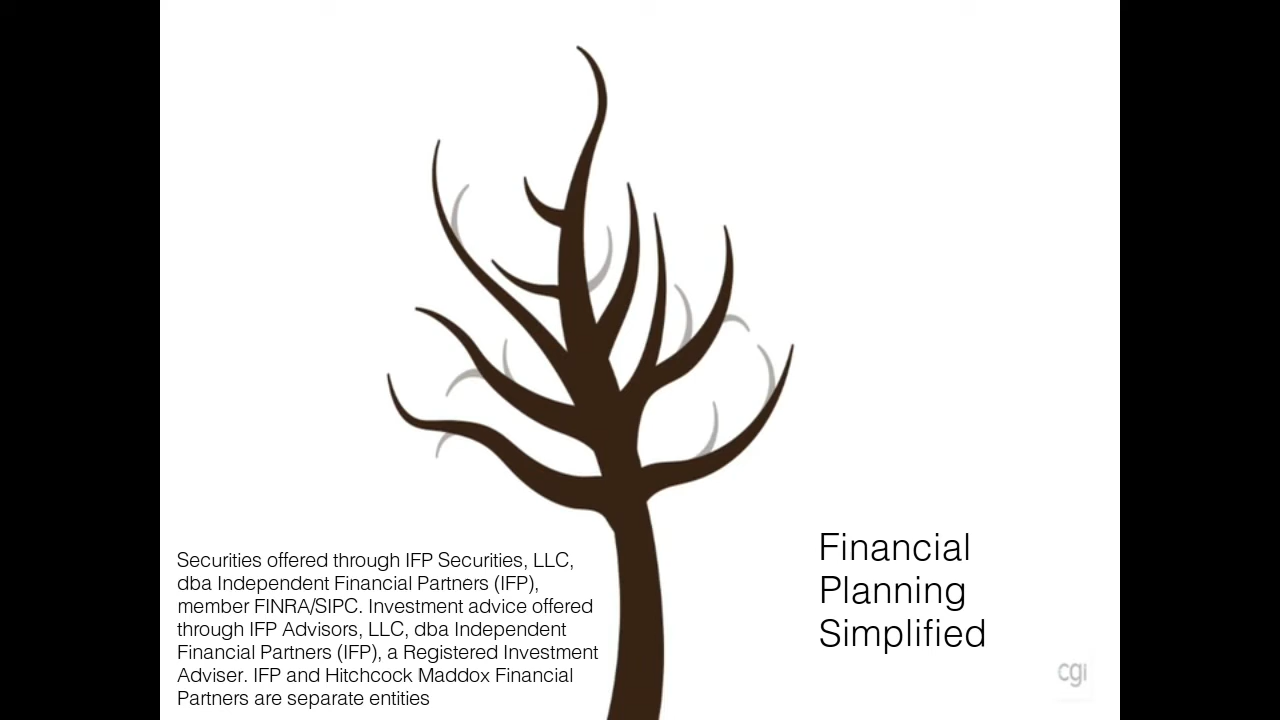 Securities offered through IFP Securities, LLC,
dba Independent Financial Partners (IFP),
member FINRA/SIPC. Investment advice offered
through IFP Advisors, LLC, dba Independent
Financial Partners (IFP), a Registered Investment
Adviser. IFP and Hitchcock Maddox Financial
Partners are separate entities
Financial
Planning
Simplified
cgi